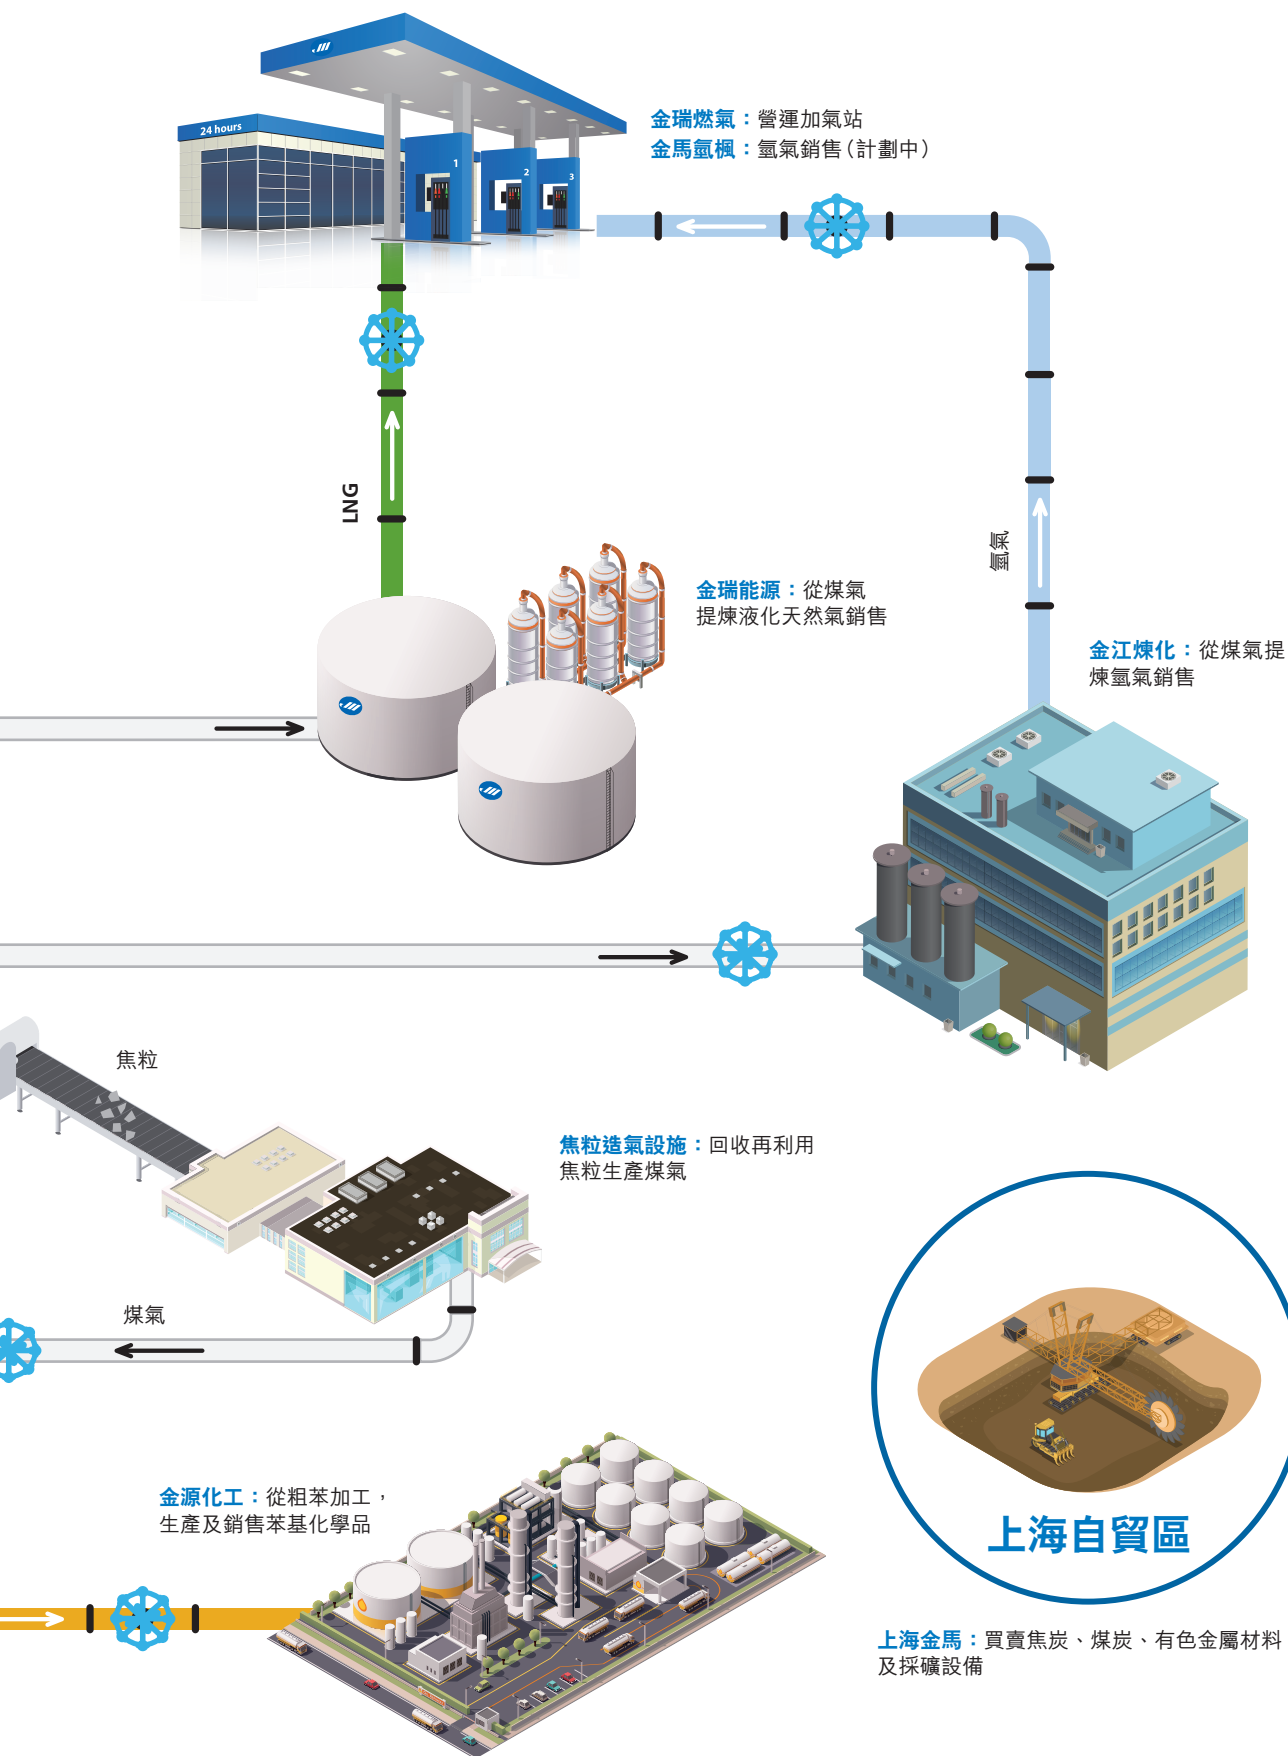 24 hours
1
2
3
金瑞燃氣：營運加氣站
金馬氫楓：氫氣銷售（計劃中）
LNG
氫氣
金瑞能源：從煤氣
提煉液化天然氣銷售
金江煉化：從煤氣提
煉氫氣銷售
焦粒
焦粒造氣設施：回收再利用
焦粒生產煤氣
煤氣
金源化工：從粗苯加工，
生產及銷售苯基化學品
上海自貿區
上海金馬：買賣焦炭、煤炭、有色金屬材料
及採礦設備